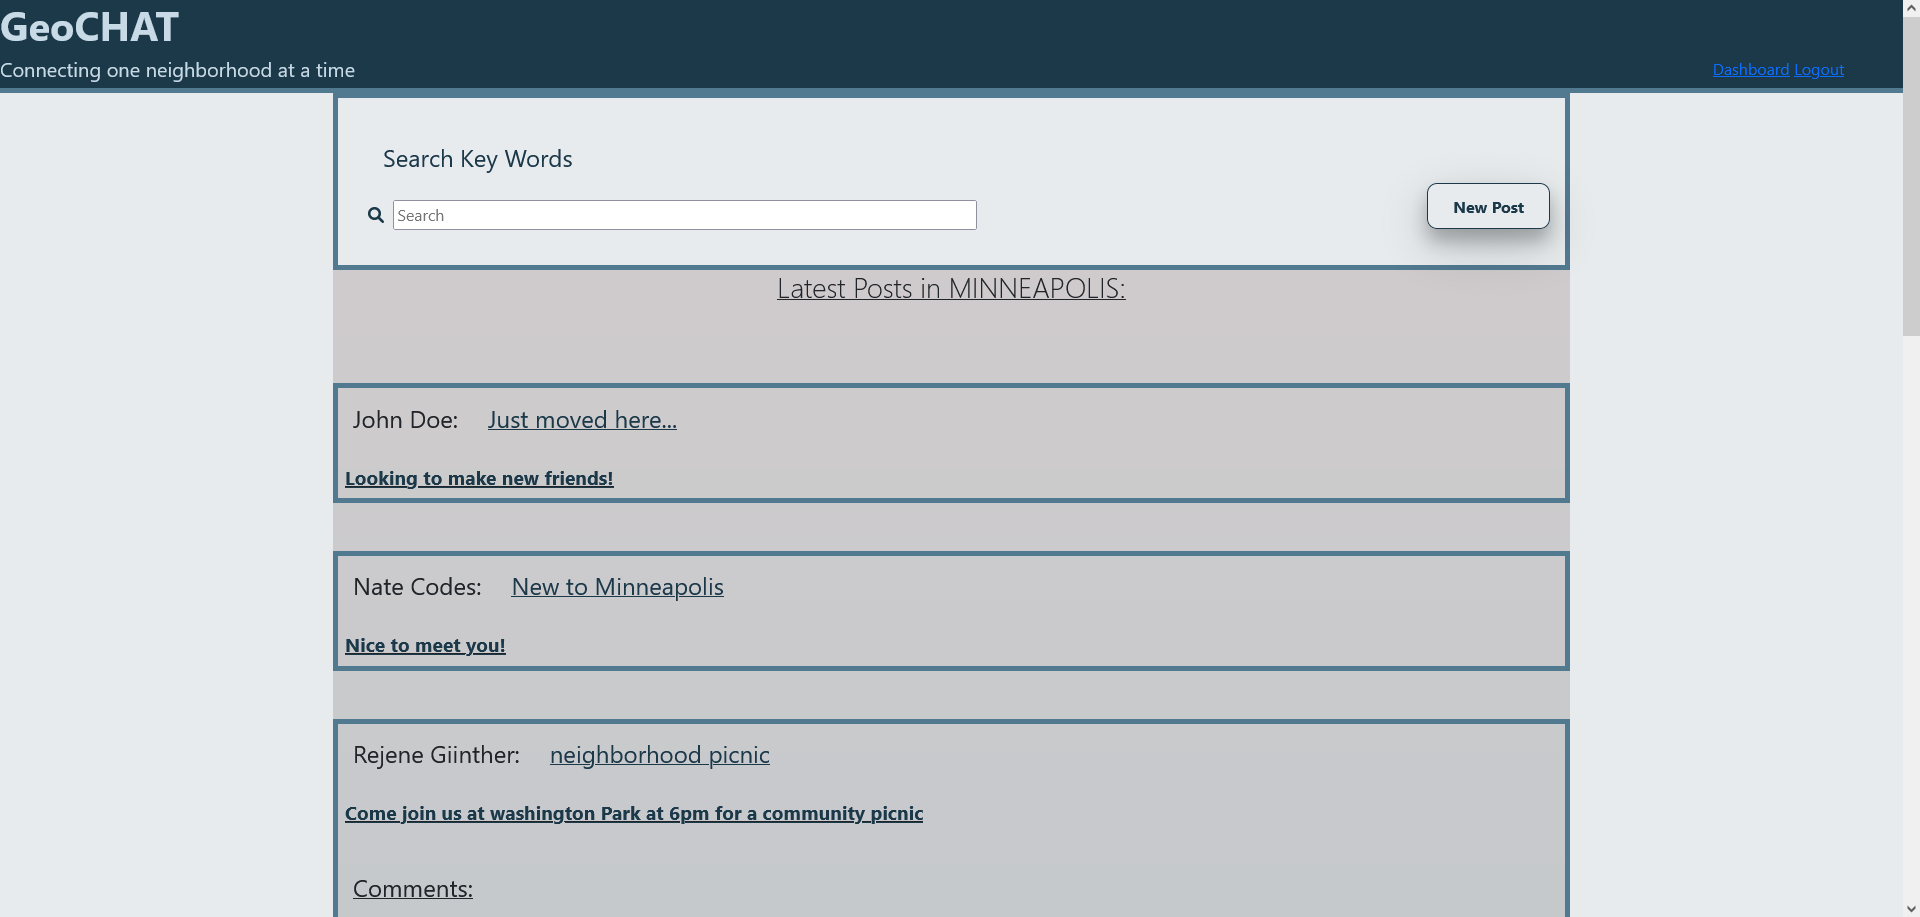 GeoCHAT
Connecting one neighborhood at a time
Dashboard Logout
Search Key Words
Search
New Post
Latest Posts in MINNEAPOLIS:
John Doe: Just moved here...
Looking to make new friends!
Nate Codes: New to Minneapolis
Nice to meet you!
Rejene Giinther: neighborhood picnic
Come join us at washington Park at 6pm for a community picnic
Comments: